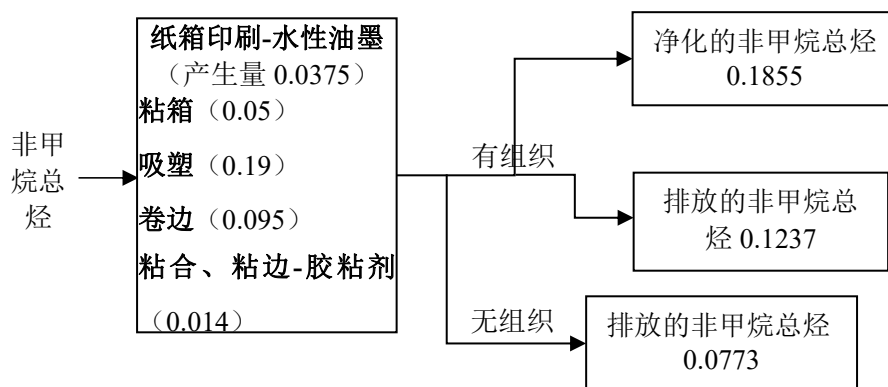 非甲
烷总
烃
纸箱印刷-水性油墨
（产生量 0.0375）
粘箱（0.05）
吸塑（0.19）
卷边（0.095）
粘合、粘边-胶粘剂
（0.014）
有组织
无组织
净化的非甲烷总烃
0.1855
排放的非甲烷总
烃 0.1237
排放的非甲烷总烃
0.0773